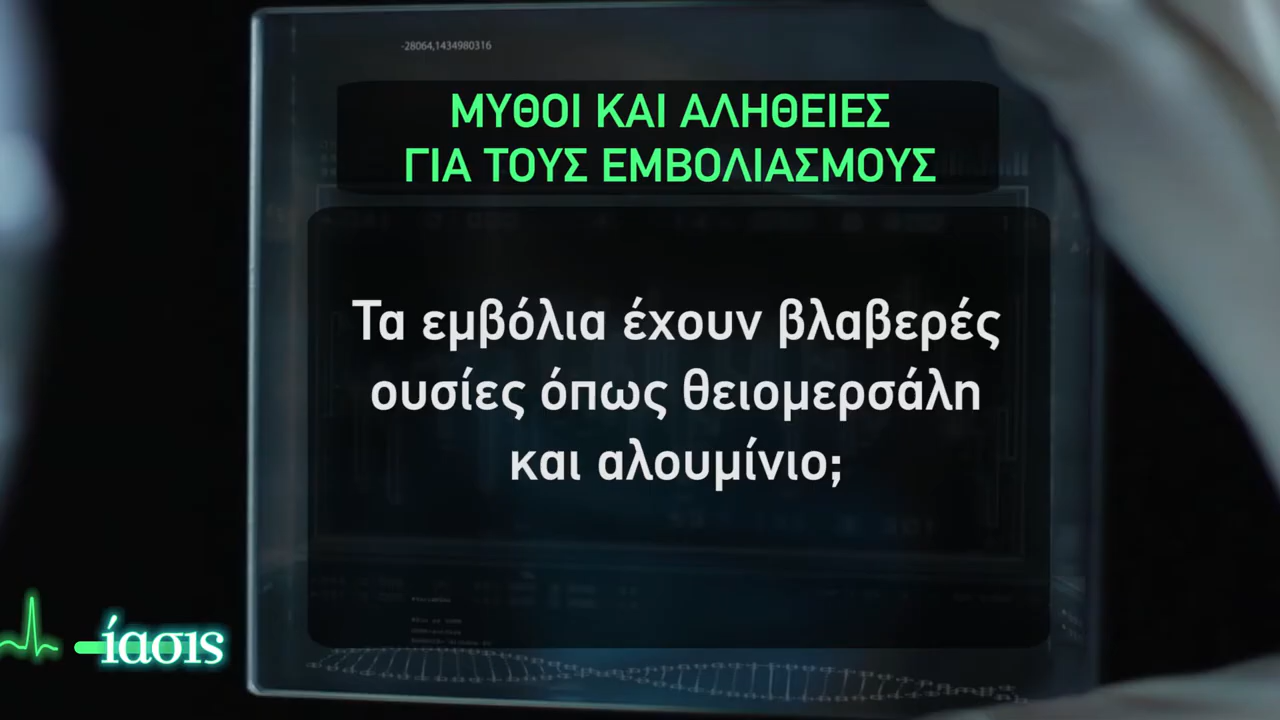 -28064,1434980316
ΜΥΘΟΙ ΚΑΙ ΑΛΗΘΕΙΕΣ
ΓΙΑ ΤΟΥΣ ΕΜΒΟΛΙΑΣΜΟΥΣ
Τα εμβόλια έχουν βλαβερές
ουσίες όπως θειομερσάλη
και αλουμίνιο;
ίασις